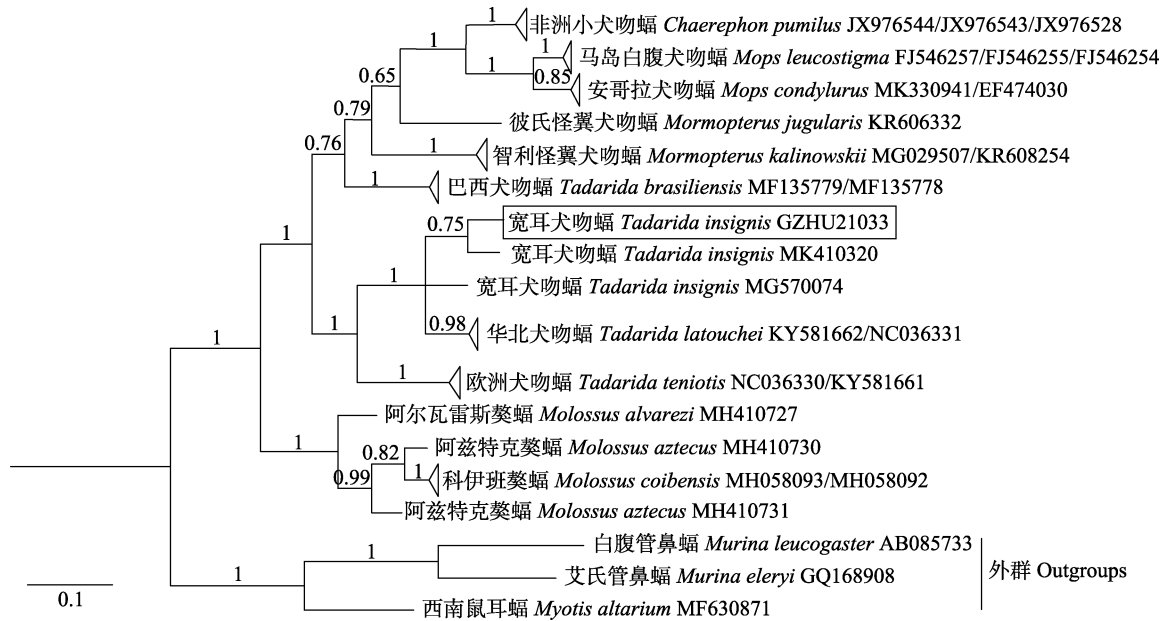 1
非洲小犬吻蝠 Chaerephon pumilus JX976544/JX976543/JX976528
1
1
马岛白腹犬吻蝠 Mops leucostigma FJ546257/FJ546255/FJ546254
1
0.85
安哥拉犬吻蝠 Mops condylurus MK330941/EF474030
0.65
彼氏怪翼犬吻蝠 Mormopterus jugularis KR606332
0.79
1
智利怪翼犬吻蝠 Mormopterus kalinowskii MG029507/KR608254
0.76
1
巴西犬吻蝠 Tadarida brasiliensis MF135779/MF135778
0.75
宽耳犬吻蝠 Tadarida insignis GZHU21033
1
宽耳犬吻蝠 Tadarida insignis MK410320
1
宽耳犬吻蝠 Tadarida insignis MG570074
1
0.98
华北犬吻蝠 Tadarida latouchei KY581662/NC036331
1
1
欧洲犬吻蝠 Tadarida teniotis NC036330/KY581661
阿尔瓦雷斯獒蝠 Molossus alvarezi MH410727
1
0.82
阿兹特克獒蝠 Molossus aztecus MH410730
0.99
1
科伊班獒蝠 Molossus coibensis MH058093/MH058092
阿兹特克獒蝠 Molossus aztecus MH410731
1
白腹管鼻蝠 Murina leucogaster AB085733
1
艾氏管鼻蝠 Murina eleryi GQ168908
外群 Outgroups
0.1
西南鼠耳蝠 Myotis altarium MF630871